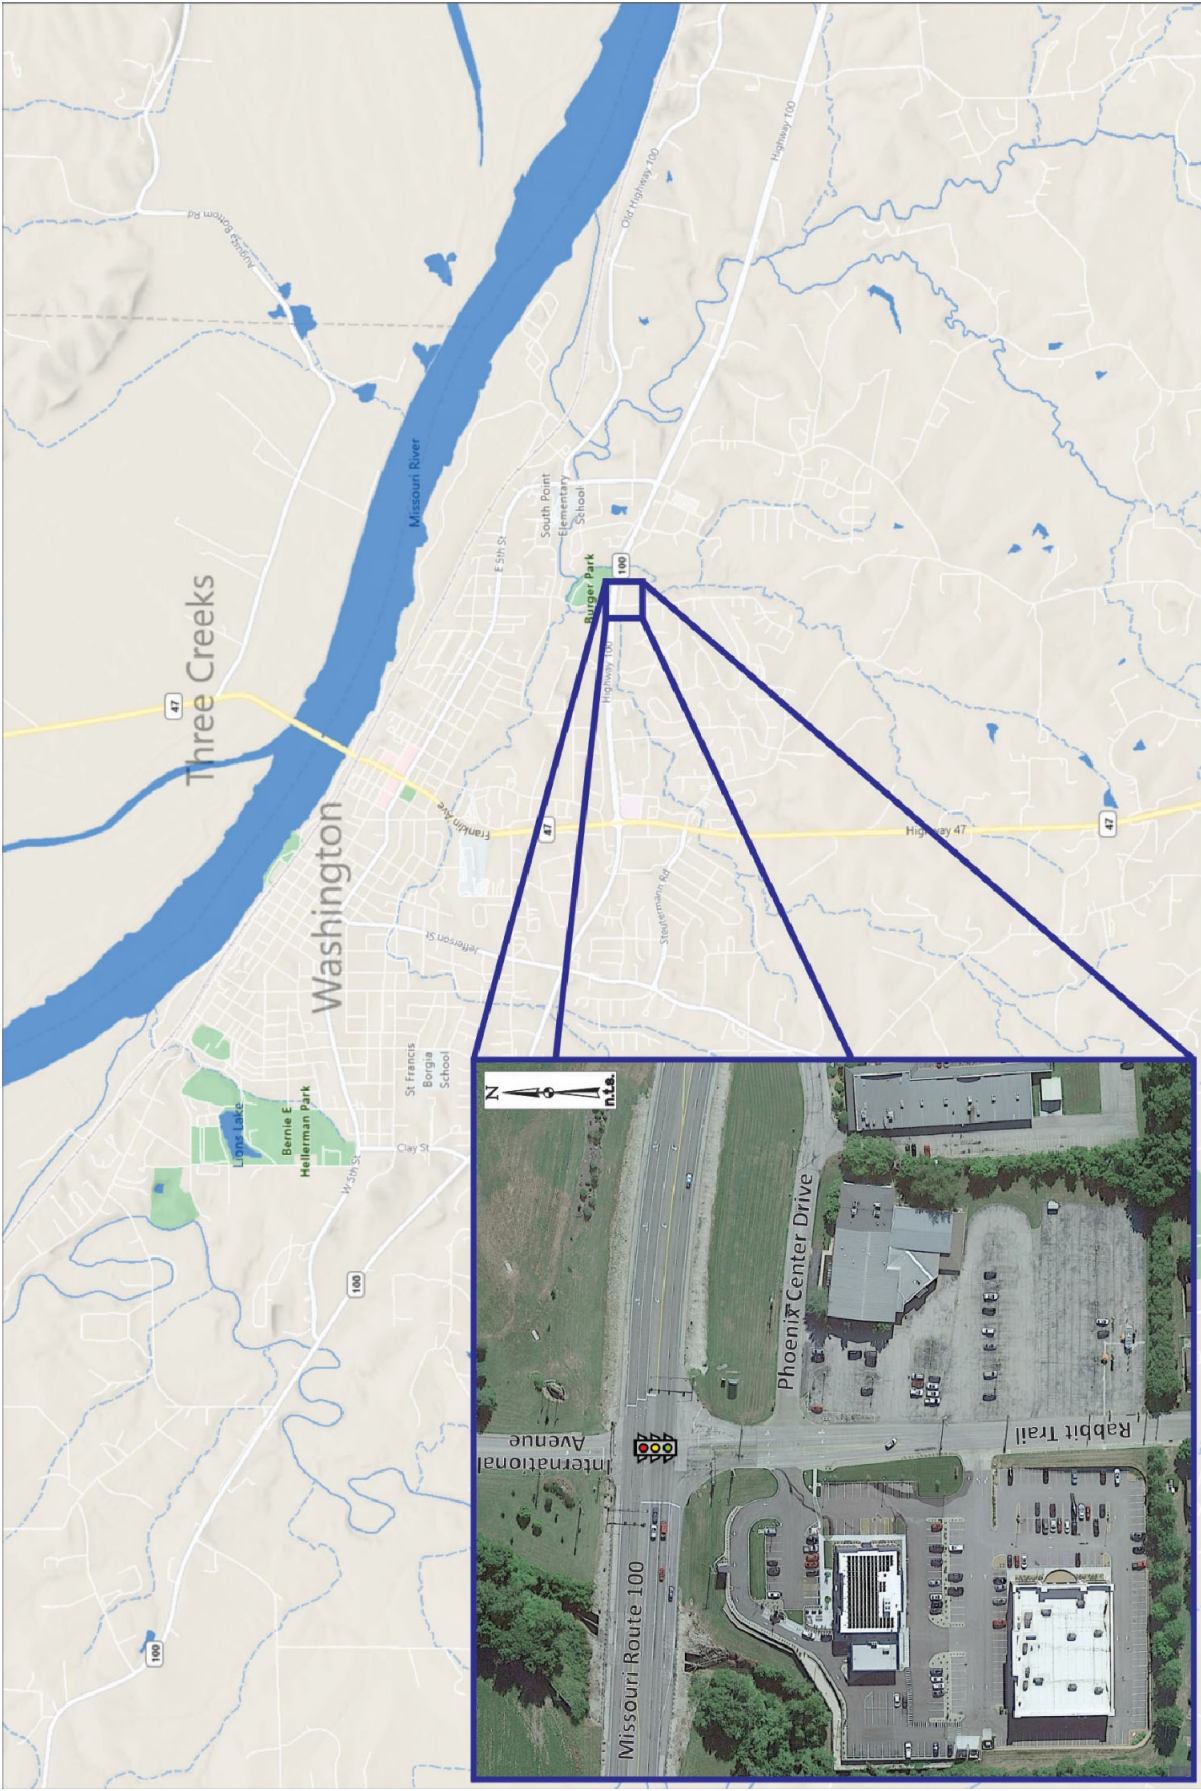 Highway 100
Old Highway 100
Augusta Bottom Rd
Missouri River
South Point
Elementary
School
E 5th St
Burger Park
100
Three Creeks
47
Highway 100
Washington
Franklin Ave
47
Highway 47
47
Steutermann Rd
Jefferson St
St Francis
Borgia
School
Lions Lake
Bernie E
Hellerman Park
Clay St
W 5th St
100
100
N
n.t.s.
Phoenix Center Drive
International
Avenue
Rabbit Trail
Missouri Route 100